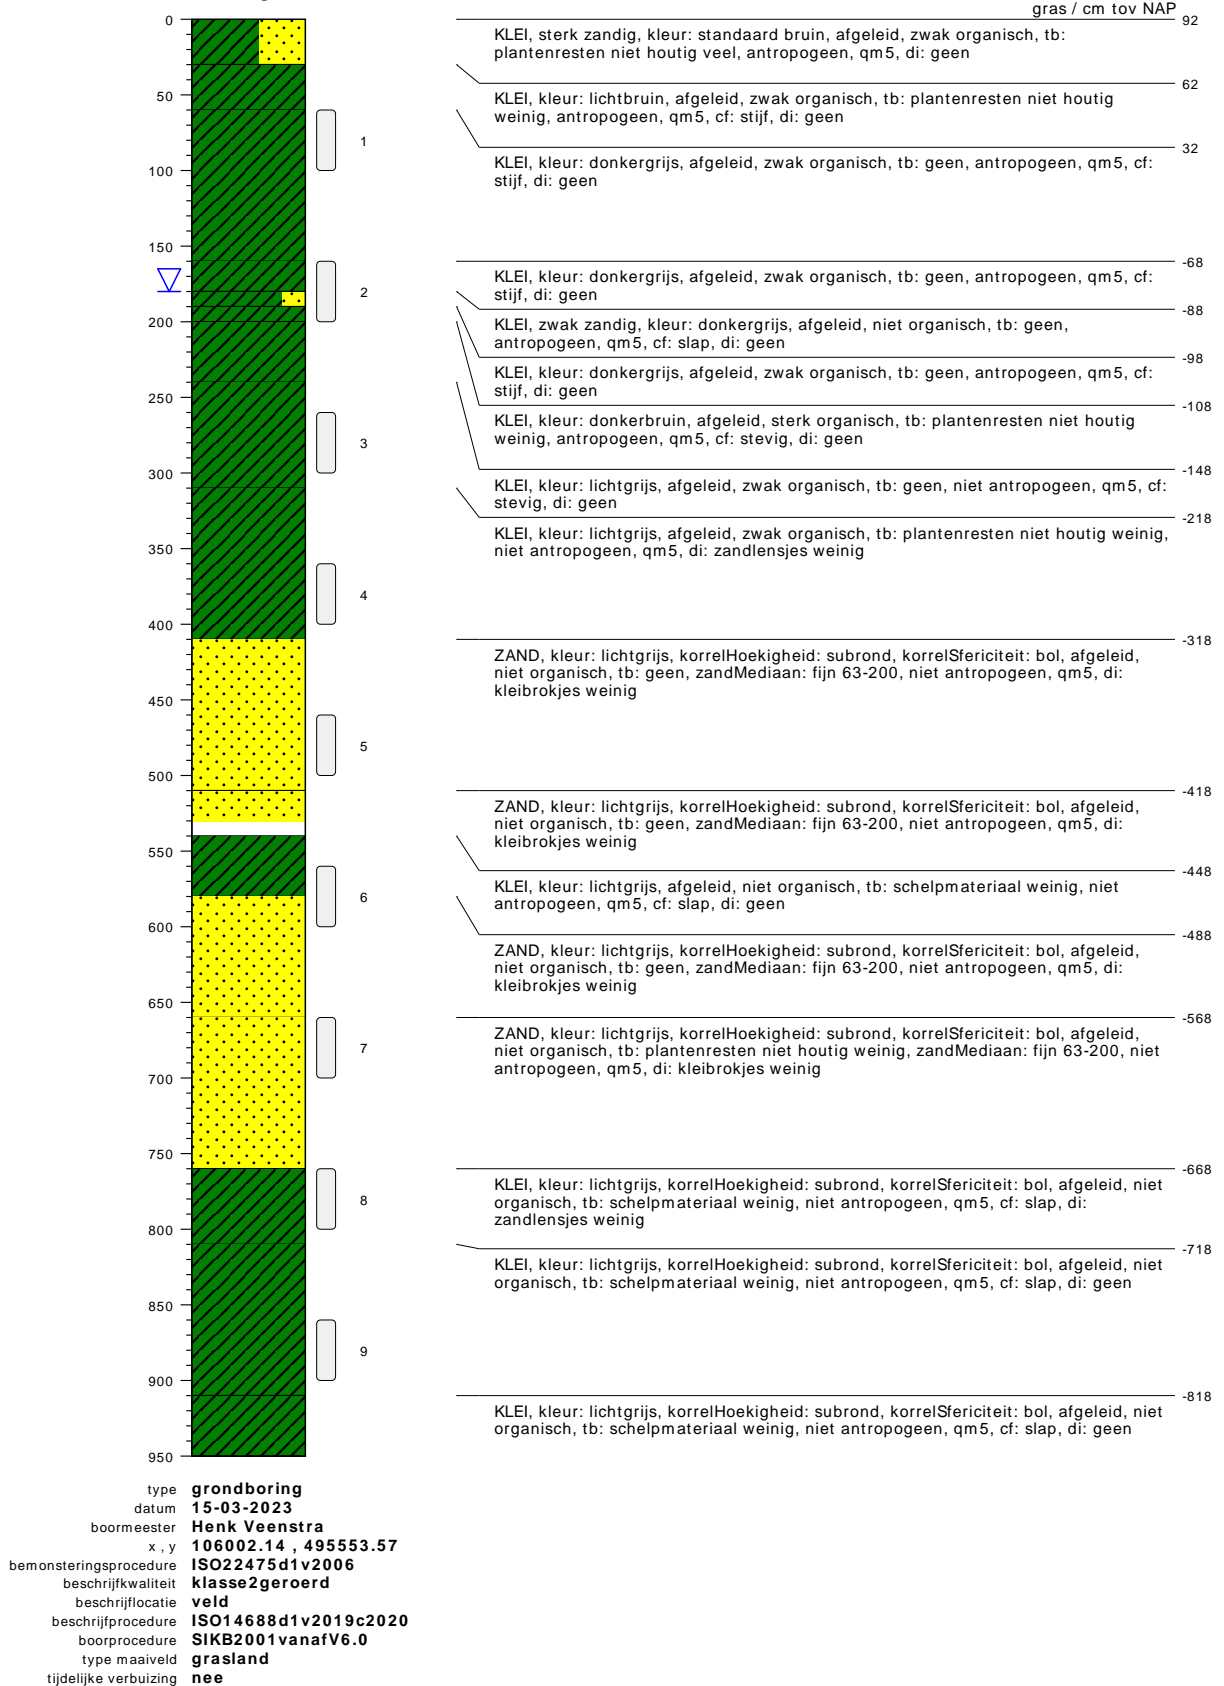 gras / cm tov NAP
0
92
KLEI, sterk zandig, kleur: standaard bruin, afgeleid, zwak organisch, tb:
plantenresten niet houtig veel, antropogeen, qm5, di: geen
62
50
KLEI, kleur: lichtbruin, afgeleid, zwak organisch, tb: plantenresten niet houtig
weinig, antropogeen, qm5, cf: stijf, di: geen
1
32
100
KLEI, kleur: donkergrijs, afgeleid, zwak organisch, tb: geen, antropogeen, qm5, cf:
stijf, di: geen
150
-68
KLEI, kleur: donkergrijs, afgeleid, zwak organisch, tb: geen, antropogeen, qm5, cf:
stijf, di: geen
2
-88
200
KLEI, zwak zandig, kleur: donkergrijs, afgeleid, niet organisch, tb: geen,
antropogeen, qm5, cf: slap, di: geen
-98
KLEI, kleur: donkergrijs, afgeleid, zwak organisch, tb: geen, antropogeen, qm5, cf:
stijf, di: geen
250
-108
KLEI, kleur: donkerbruin, afgeleid, sterk organisch, tb: plantenresten niet houtig
weinig, antropogeen, qm5, cf: stevig, di: geen
3
300
-148
KLEI, kleur: lichtgrijs, afgeleid, zwak organisch, tb: geen, niet antropogeen, qm5, cf:
stevig, di: geen
-218
KLEI, kleur: lichtgrijs, afgeleid, zwak organisch, tb: plantenresten niet houtig weinig,
niet antropogeen, qm5, di: zandlensjes weinig
350
4
400
-318
ZAND, kleur: lichtgrijs, korrelHoekigheid: subrond, korrelSfericiteit: bol, afgeleid,
niet organisch, tb: geen, zandMediaan: fijn 63-200, niet antropogeen, qm5, di:
kleibrokjes weinig
450
5
500
-418
ZAND, kleur: lichtgrijs, korrelHoekigheid: subrond, korrelSfericiteit: bol, afgeleid,
niet organisch, tb: geen, zandMediaan: fijn 63-200, niet antropogeen, qm5, di:
kleibrokjes weinig
550
-448
KLEI, kleur: lichtgrijs, afgeleid, niet organisch, tb: schelpmateriaal weinig, niet
antropogeen, qm5, cf: slap, di: geen
6
600
-488
ZAND, kleur: lichtgrijs, korrelHoekigheid: subrond, korrelSfericiteit: bol, afgeleid,
niet organisch, tb: geen, zandMediaan: fijn 63-200, niet antropogeen, qm5, di:
kleibrokjes weinig
650
-568
ZAND, kleur: lichtgrijs, korrelHoekigheid: subrond, korrelSfericiteit: bol, afgeleid,
niet organisch, tb: plantenresten niet houtig weinig, zandMediaan: fijn 63-200, niet
antropogeen, qm5, di: kleibrokjes weinig
7
700
750
-668
KLEI, kleur: lichtgrijs, korrelHoekigheid: subrond, korrelSfericiteit: bol, afgeleid, niet
organisch, tb: schelpmateriaal weinig, niet antropogeen, qm5, cf: slap, di:
zandlensjes weinig
8
800
-718
KLEI, kleur: lichtgrijs, korrelHoekigheid: subrond, korrelSfericiteit: bol, afgeleid, niet
organisch, tb: schelpmateriaal weinig, niet antropogeen, qm5, cf: slap, di: geen
850
9
900
-818
KLEI, kleur: lichtgrijs, korrelHoekigheid: subrond, korrelSfericiteit: bol, afgeleid, niet
organisch, tb: schelpmateriaal weinig, niet antropogeen, qm5, cf: slap, di: geen
950
type grondboring
datum 15-03-2023
boormeester Henk Veenstra
x , y 106002.14 , 495553.57
bemonsteringsprocedure ISO22475d1v2006
beschrijfkwaliteit klasse2geroerd
beschrijflocatie veld
beschrijfprocedure ISO14688d1v2019c2020
boorprocedure SIKB2001vanafV6.0
type maaiveld grasland
tijdelijke verbuizing nee